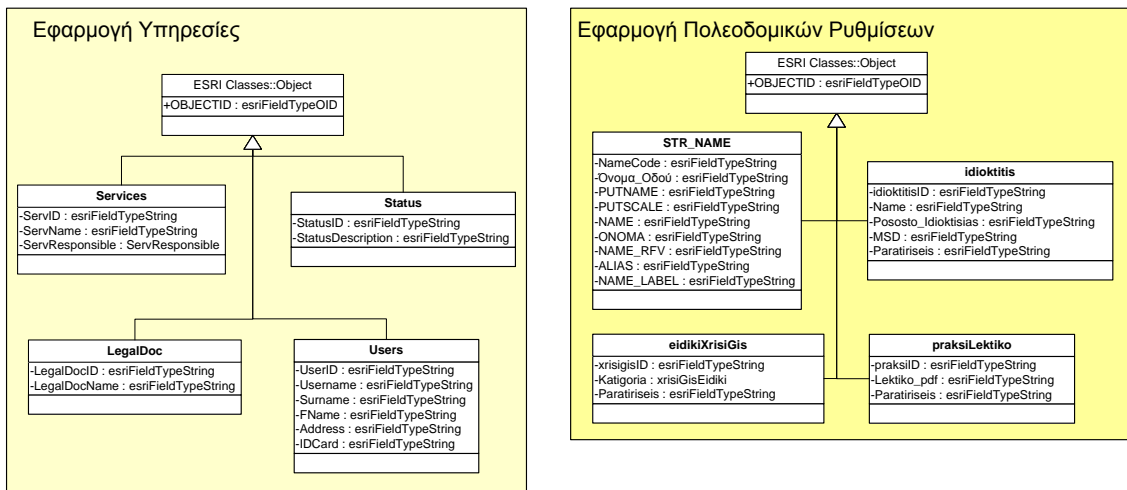 Εφαρμογή Υπηρεσίες
ESRI Classes::Object
+OBJECTID : esriFieldTypeOID
Services
-ServID : esriFieldTypeString
-ServName : esriFieldTypeString
-ServResponsible : ServResponsible
Status
-StatusID : esriFieldTypeString
-StatusDescription : esriFieldTypeString
LegalDoc
-LegalDocID : esriFieldTypeString
-LegalDocName : esriFieldTypeString
Users
-UserID : esriFieldTypeString
-Username : esriFieldTypeString
-Surname : esriFieldTypeString
-FName : esriFieldTypeString
-Address : esriFieldTypeString
-IDCard : esriFieldTypeString
Εφαρμογή Πολεοδομικών Ρυθμίσεων
ESRI Classes::Object
+OBJECTID : esriFieldTypeOID
STR_NAME
-NameCode : esriFieldTypeString
-Όνομα_Οδού : esriFieldTypeString
-PUTNAME : esriFieldTypeString
-PUTSCALE : esriFieldTypeString
-NAME : esriFieldTypeString
-ONOMA : esriFieldTypeString
-NAME_RFV : esriFieldTypeString
-ALIAS : esriFieldTypeString
-NAME_LABEL : esriFieldTypeString
idioktitis
-idioktitisID : esriFieldTypeString
-Name : esriFieldTypeString
-Pososto_Idioktisias : esriFieldTypeString
-MSD : esriFieldTypeString
-Paratiriseis : esriFieldTypeString
eidikiXrisiGis
-xrisigisID : esriFieldTypeString
-Katigoria : xrisiGisEidiki
-Paratiriseis : esriFieldTypeString
praksiLektiko
-praksiID : esriFieldTypeString
-Lektiko_pdf : esriFieldTypeString
-Paratiriseis : esriFieldTypeString